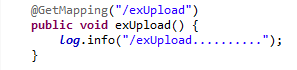 @GetMapping("/exUpload")
public void exUpload() {
    log.info("/exUpload..........");
}